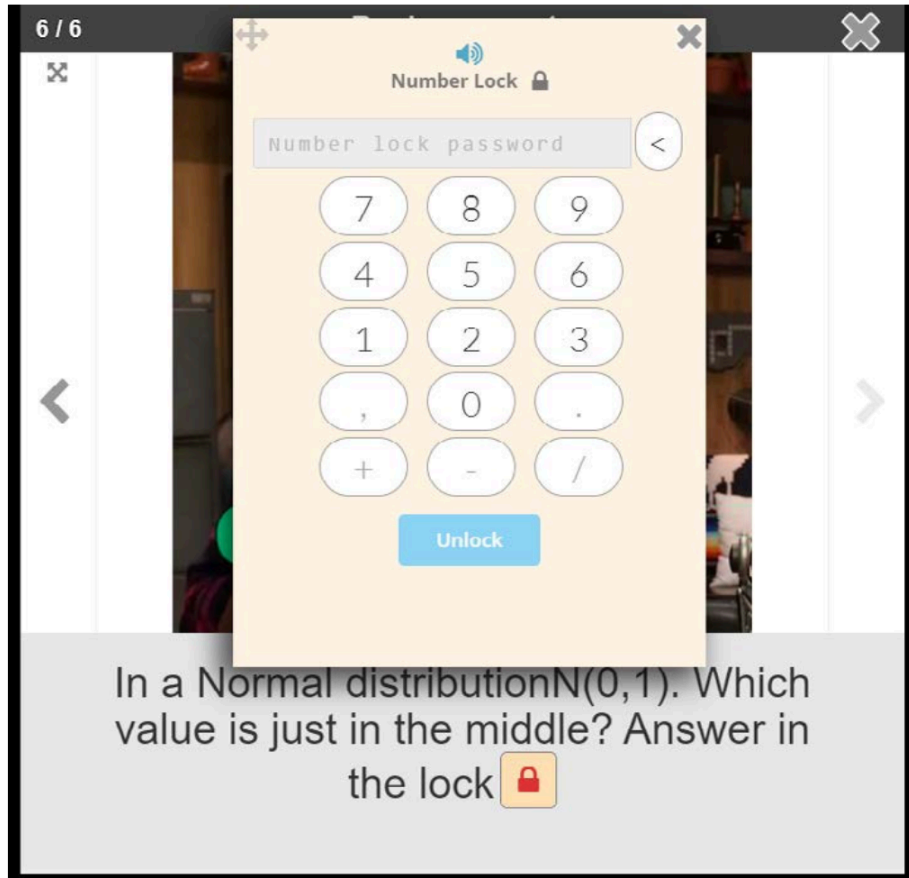 6 / 6
Number Lock
Number lock password
<
7 8 9
4 5 6
1 2 3
, 0 .
+ - /
Unlock
In a Normal distributionN(0,1). Which
value is just in the middle? Answer in
the lock